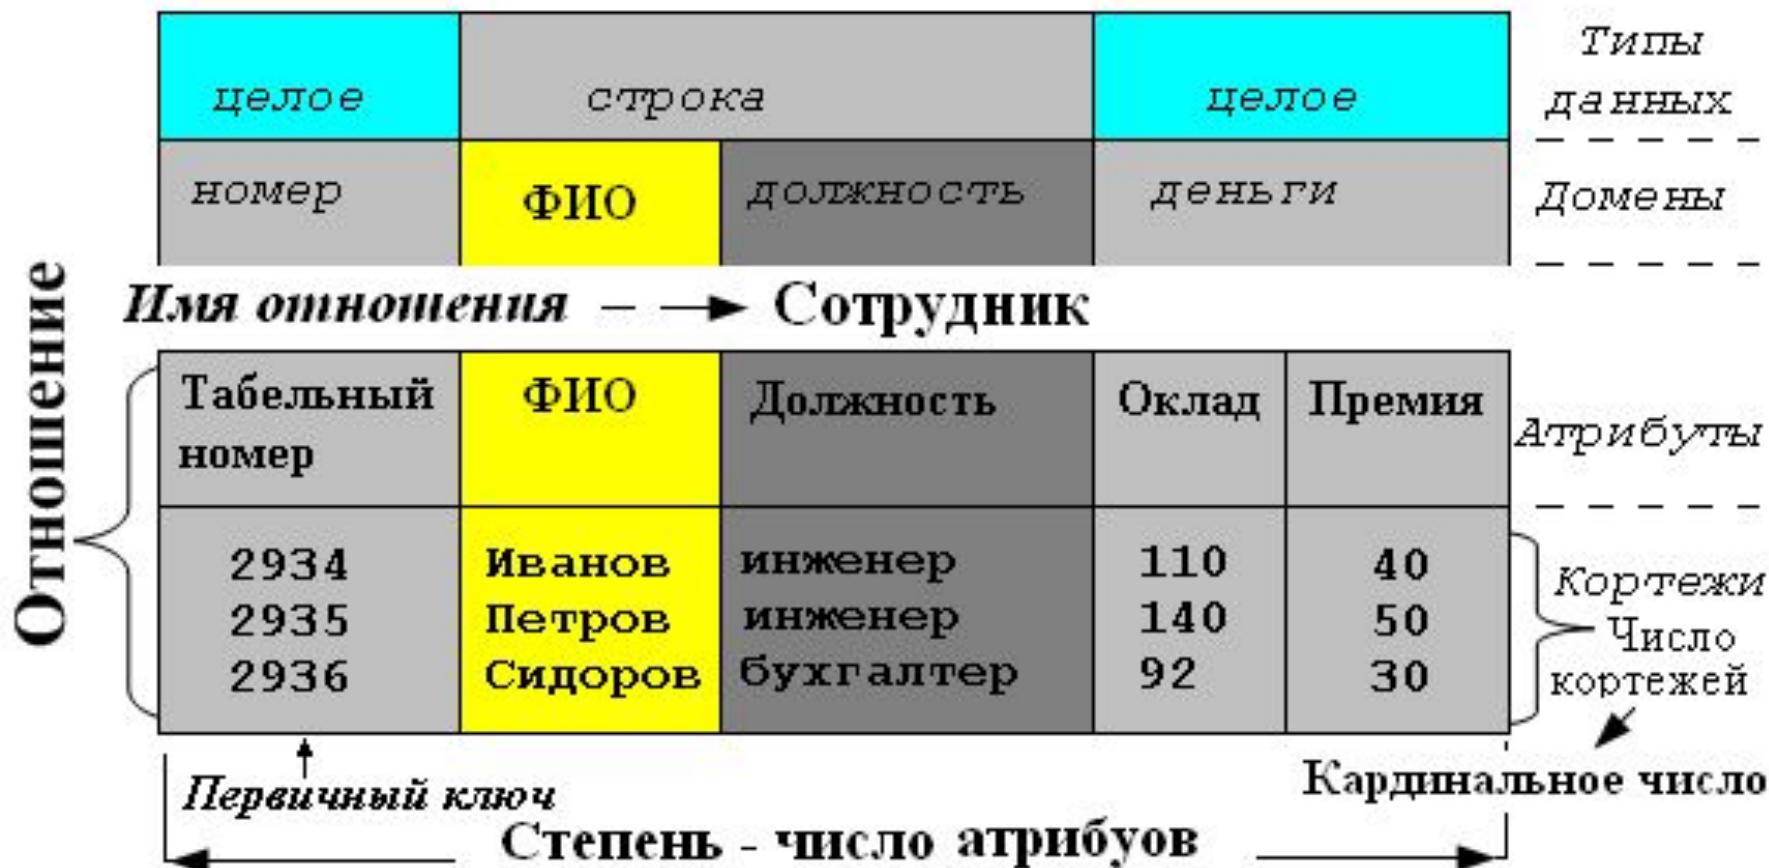 целое строка целое Типы данных
номер ФИО должность деньги Домены
Имя отношения Сотрудник
Отношение
Табельный номер ФИО Должность Оклад Премия Атрибуты
2934 Иванов инженер 110 40
2935 Петров инженер 140 50
2936 Сидоров бухгалтер 92 30
Кортежи
Число
кортежей
Первичный ключ
Кардинальное число
Степень - число атрибуов